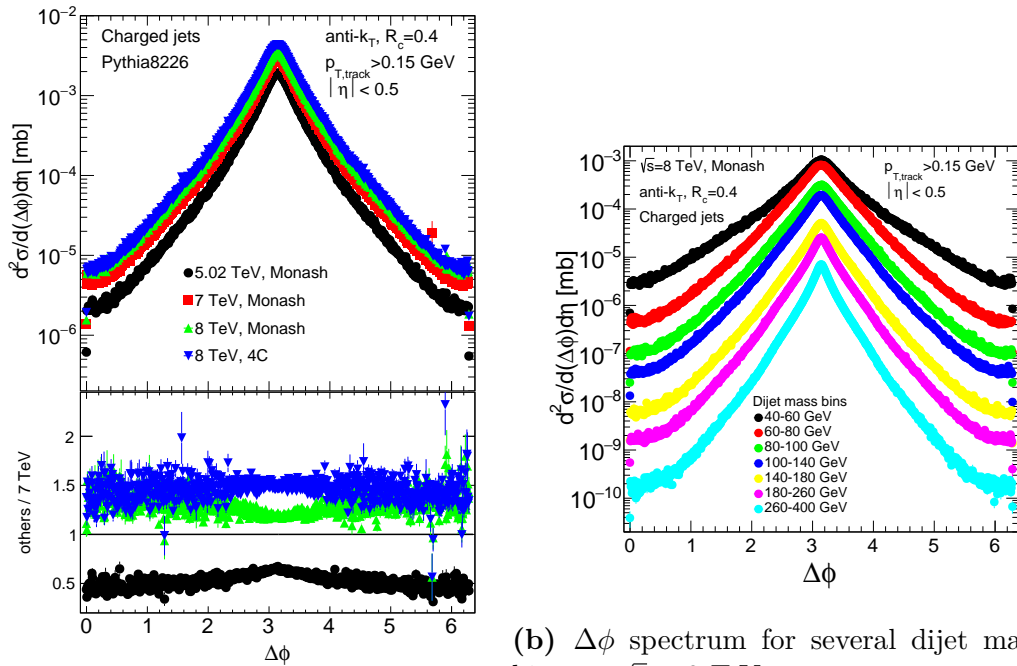 10⁻²
10⁻³
10⁻⁴
10⁻⁵
10⁻⁶
d²σ/d(Δϕ)dη [mb]
Charged jets
Pythia8226
anti-k_T, R_c=0.4
p_T,track >0.15 GeV
|η| < 0.5
5.02 TeV, Monash
7 TeV, Monash
8 TeV, Monash
8 TeV, 4C
others / 7 TeV
2
1.5
1
0.5
0 1 2 3 4 5 6
Δϕ
10⁻³
10⁻⁴
10⁻⁵
10⁻⁶
10⁻⁷
10⁻⁸
10⁻⁹
10⁻¹⁰
d²σ/d(Δϕ)dη [mb]
√s=8 TeV, Monash
anti-k_T, R_c=0.4
Charged jets
p_T,track >0.15 GeV
|η| < 0.5
Dijet mass bins
40-60 GeV
60-80 GeV
80-100 GeV
100-140 GeV
140-180 GeV
180-260 GeV
260-400 GeV
0 1 2 3 4 5 6
Δϕ
(b) Δϕ spectrum for several dijet ma